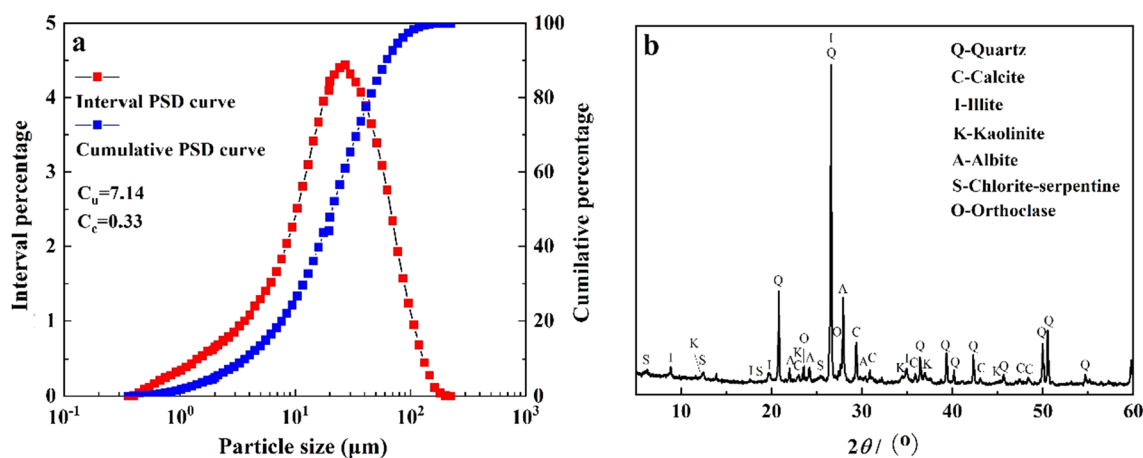 a
Interval PSD curve
Cumulative PSD curve
Cu=7.14
Cc=0.33
5
4
3
2
1
0
Interval percentage
100
80
60
40
20
0
Cumilative percentage
10-1
100
101
102
103
Particle size (μm)
b
Q-Quartz
C-Calcite
I-Illite
K-Kaolinite
A-Albite
S-Chlorite-serpentine
O-Orthoclase
I
Q
S
I
K
S
Q
I
S
I
A
K
C
O
A
S
O
A
C
A
C
K
I
C
Q
K
Q
Q
Q
C
K
Q
C
C
Q
Q
Q
10
20
30
40
50
60
2θ / (o)